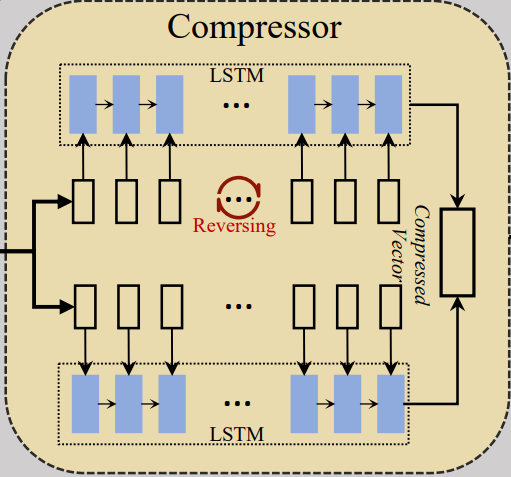 Compressor
LSTM
...
...
Reversing
Compressed
Vector
...
...
LSTM